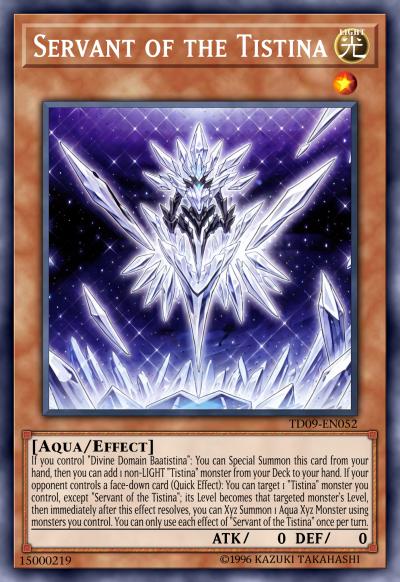 SERVANT OF THE TISTINA
LIGHT
光
TD09-EN052
[AQUA/EFFECT]
If you control "Divine Domain Baatistina": You can Special Summon this card from your
hand, then you can add 1 non-LIGHT "Tistina" monster from your Deck to your hand. If your
opponent controls a face-down card (Quick Effect): You can target 1 "Tistina" monster you
control, except "Servant of the Tistina"; its Level becomes that targeted monster's Level,
then immediately after this effect resolves, you can Xyz Summon 1 Aqua Xyz Monster using
monsters you control. You can only use each effect of "Servant of the Tistina" once per turn.
ATK/ 0 DEF/ 0
15000219 ©1996 KAZUKI TAKAHASHI